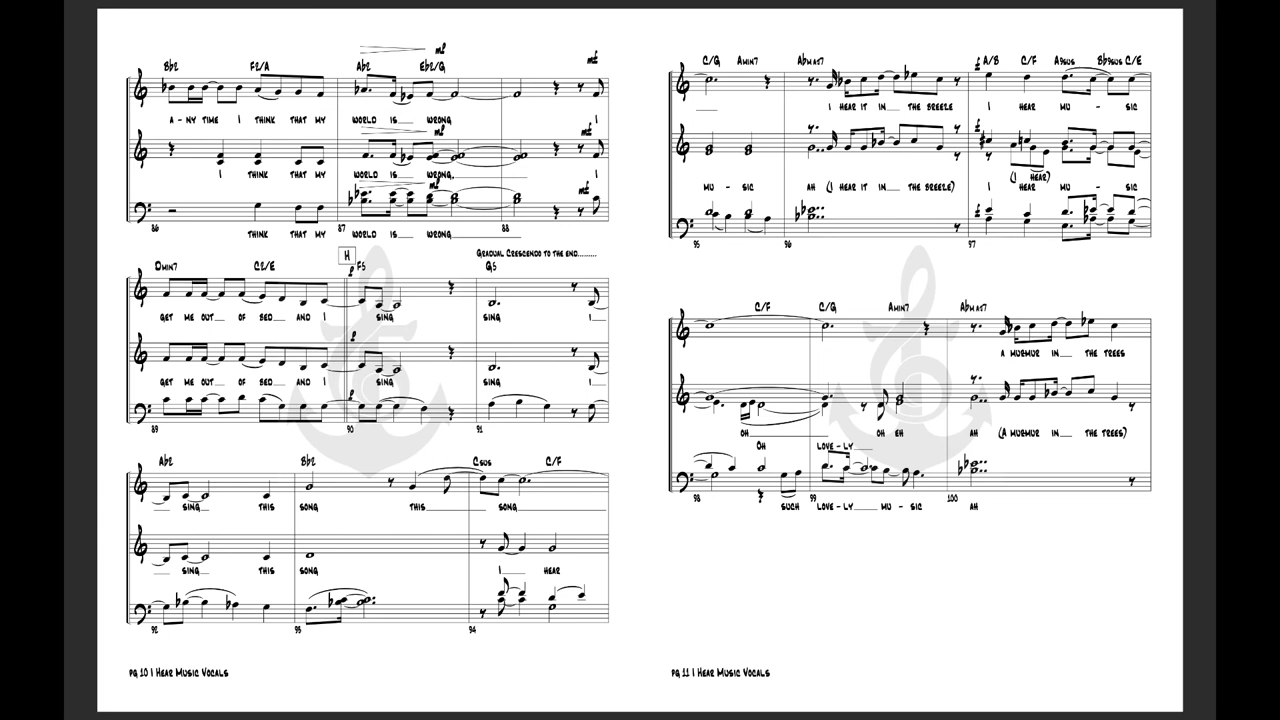 mf
mf
Bb2 F2/A Ab2 Eb2/G
A-NY TIME I THINK THAT MY WORLD IS WRONG I
mf mf
I THINK THAT MY WORLD IS WRONG, I
mf mf
86 87 88
THINK THAT MY WORLD IS WRONG
H GRADUAL CRESCENDO TO THE END.........
DMIN7 C2/E F5 G5
f
GET ME OUT OF BED AND I SING SING I
f
GET ME OUT OF BED AND I SING SING I
f
89 90 91
Ab2 Bb2 CSUS C/F
SING THIS SONG THIS SONG
SING THIS SONG I HEAR
92 93 94
PG 10 I HEAR MUSIC VOCALS
C/G AMIN7 AbMAJ7 A/B C/F ABSUS BbSUS C/E
f
I HEAR IT IN THE BREEZE I HEAR MU - SIC
f
(I HEAR)
MU - SIC AH (I HEAR IT IN THE BREEZE) I HEAR MU - SIC
f
95 96 97
C/F C/G AMIN7 AbMAJ7
A MURMUR IN THE TREES
OH OH EH AH (A MURMUR IN THE TREES)
OH LOVE-LY
98 99 100
SUCH LOVE-LY MU - SIC AH
PG 11 I HEAR MUSIC VOCALS